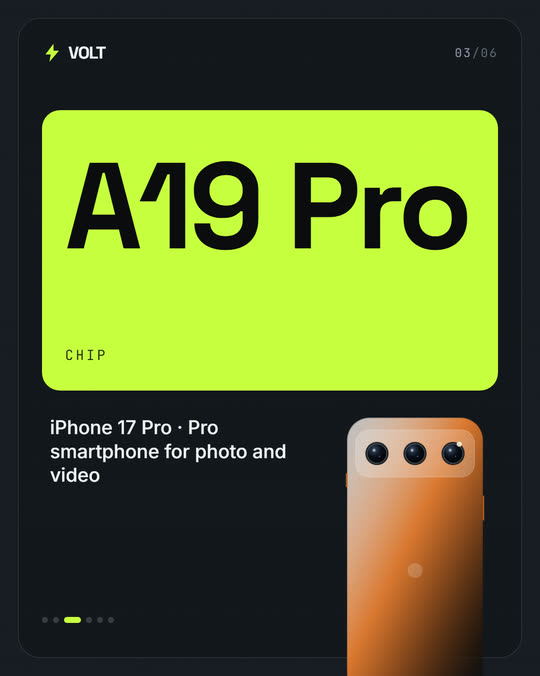 VOLT
03/06
A19 Pro
CHIP
iPhone 17 Pro · Pro
smartphone for photo and
video